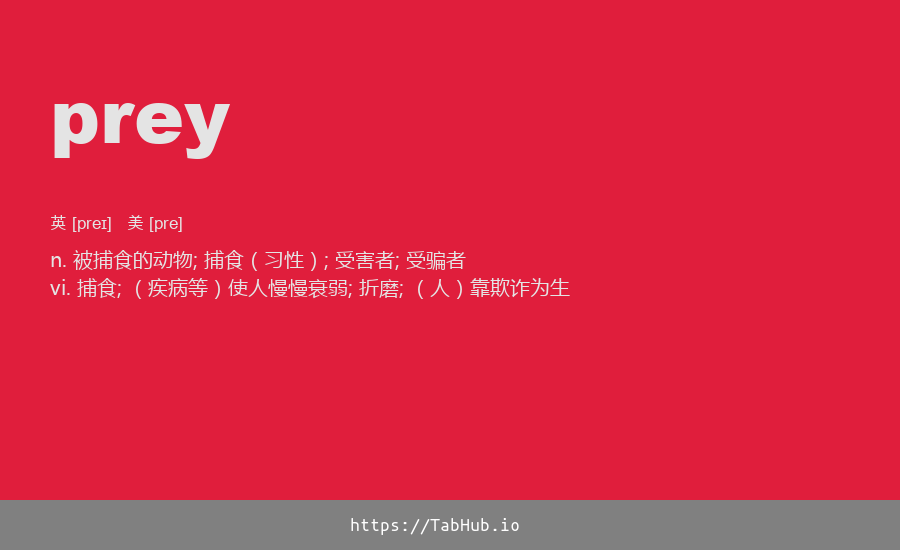 prey
英 [preɪ] 美 [pre]
n. 被捕食的动物; 捕食（习性）; 受害者; 受骗者
vi. 捕食; （疾病等）使人慢慢衰弱; 折磨; （人）靠欺诈为生
https://TabHub.io